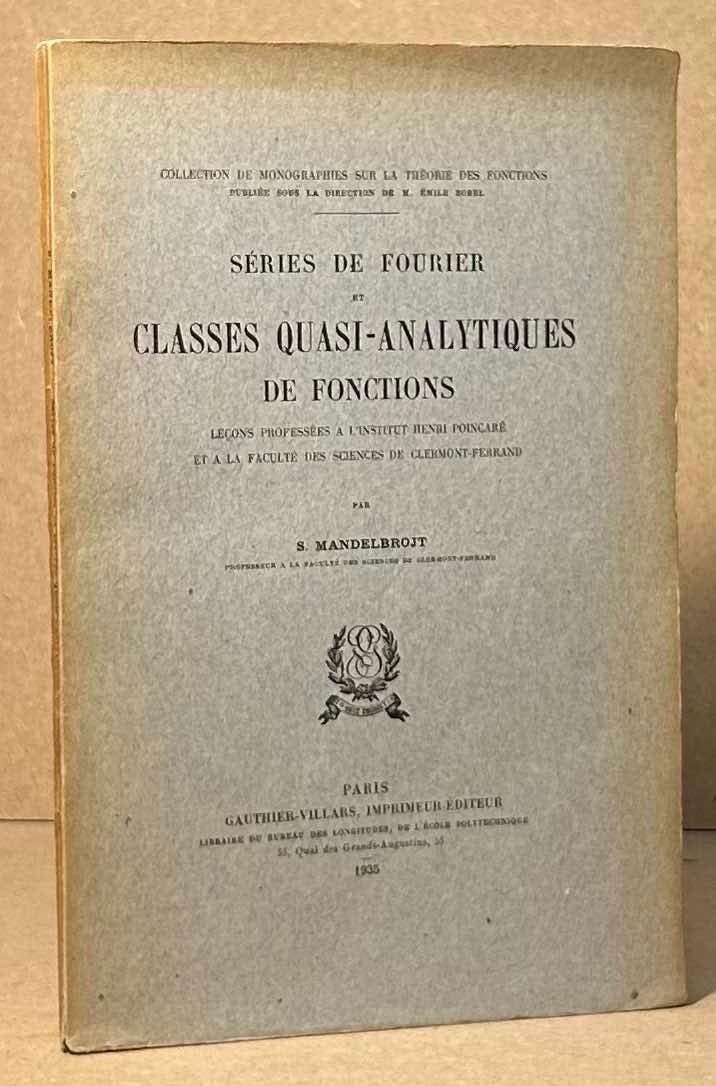 COLLECTION DE MONOGRAPHIES SUR LA THÉORIE DES FONCTIONS
PUBLIÉE SOUS LA DIRECTION DE M. ÉMILE BOREL
SÉRIES DE FOURIER
ET
CLASSES QUASI-ANALYTIQUES
DE FONCTIONS
LEÇONS PROFESSÉES A L'INSTITUT HENRI POINCARÉ
ET A LA FACULTÉ DES SCIENCES DE CLERMONT-FERRAND
PAR
S. MANDELBROJT
PROFESSEUR A LA FACULTÉ DES SCIENCES DE CLERMONT-FERRAND
PARIS
GAUTHIER-VILLARS, IMPRIMEUR-ÉDITEUR
LIBRAIRE DU BUREAU DES LONGITUDES, DE L'ÉCOLE POLYTECHNIQUE
55, Quai des Grands-Augustins, 55
1935